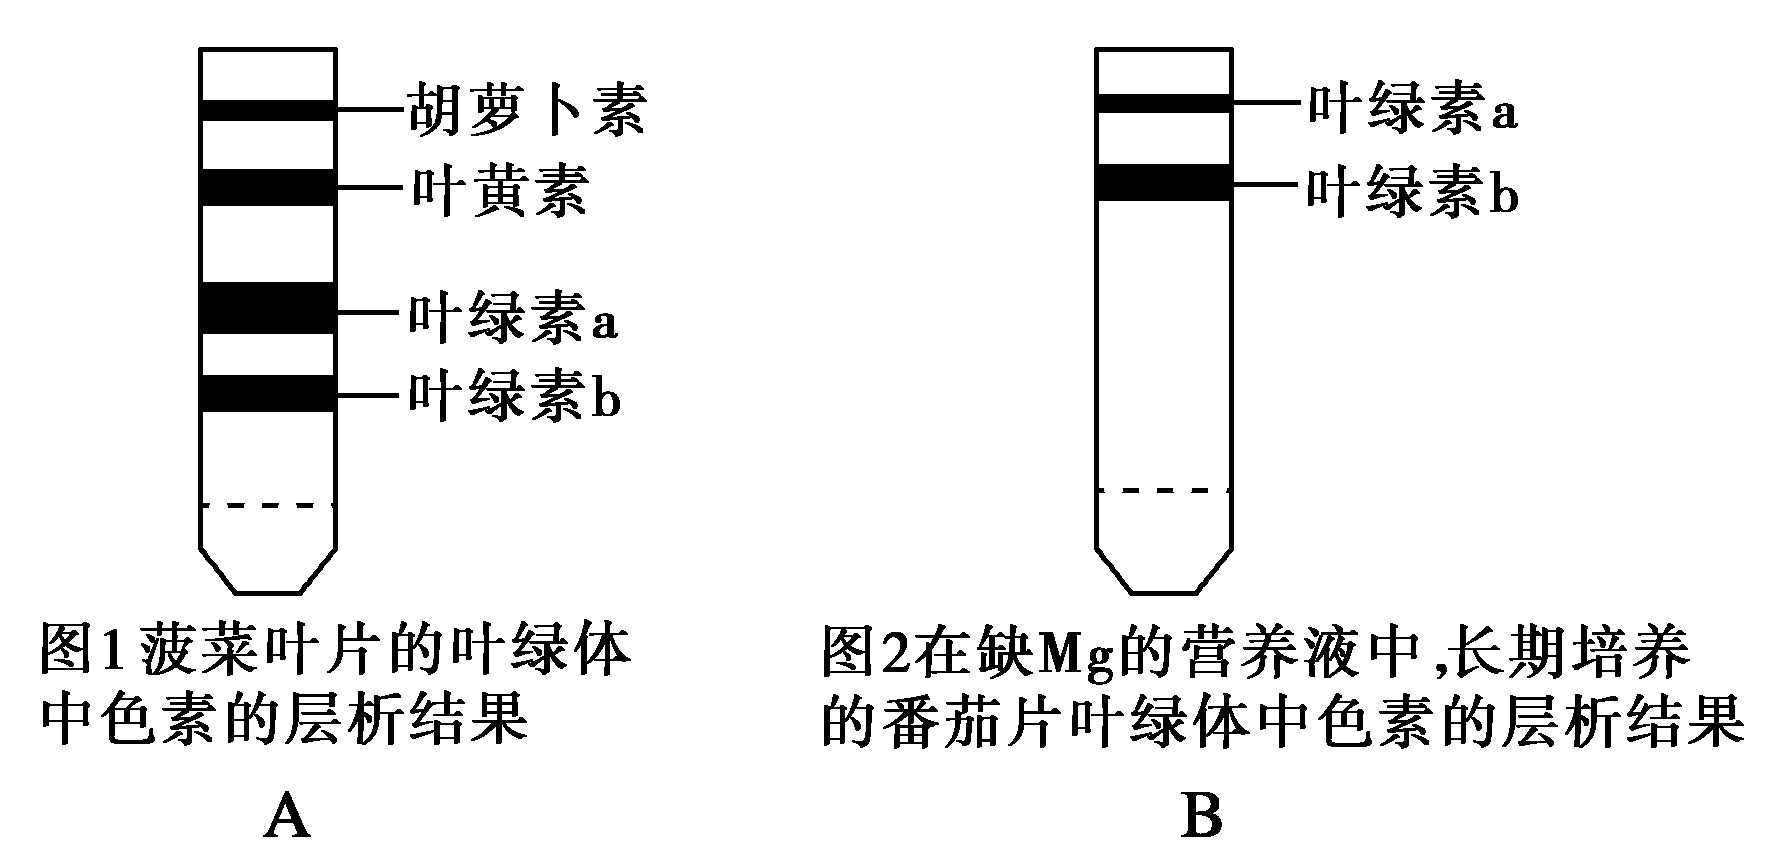 胡萝卜素
叶黄素
叶绿素a
叶绿素b
图1菠菜叶片的叶绿体
中色素的层析结果
A
叶绿素a
叶绿素b
图2在缺Mg的营养液中,长期培养
的番茄片叶绿体中色素的层析结果
B